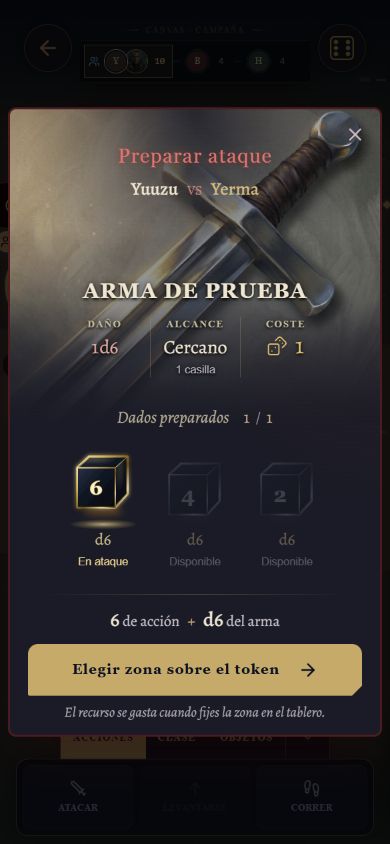 CANVAS · CAMPAÑA
Y 10 B 4 H 4
Preparar ataque
Yuuzu vs Yerma
ARMA DE PRUEBA
DAÑO ALCANCE COSTE
1d6 Cercano 1
1 casilla
Dados preparados 1 / 1
6 4 2
d6 d6 d6
En ataque Disponible Disponible
6 de acción + d6 del arma
Elegir zona sobre el token
El recurso se gasta cuando fijes la zona en el tablero.
ACCIONES CLASE OBJETOS
ATACAR LEVANTARSE CORRER